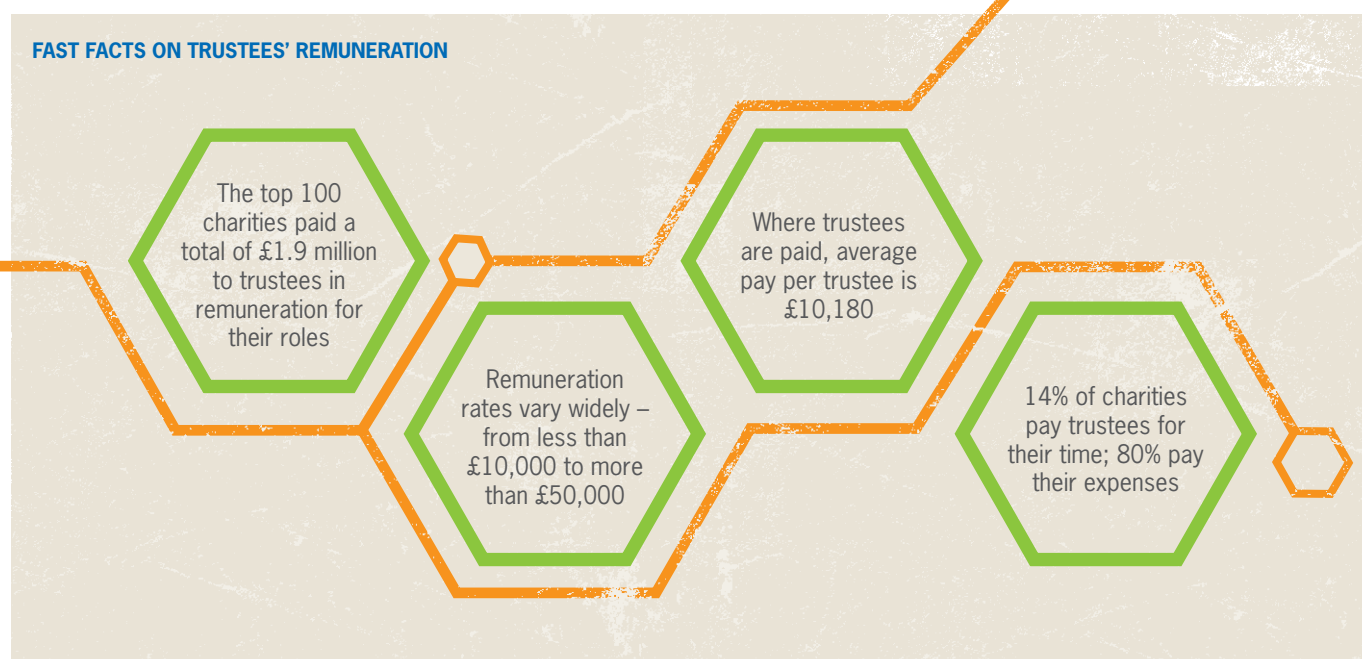 FAST FACTS ON TRUSTEES’ REMUNERATION
The top 100
charities paid a
total of £1.9 million
to trustees in
remuneration for
their roles
Remuneration
rates vary widely –
from less than
£10,000 to more
than £50,000
Where trustees
are paid, average
pay per trustee is
£10,180
14% of charities
pay trustees for
their time; 80% pay
their expenses